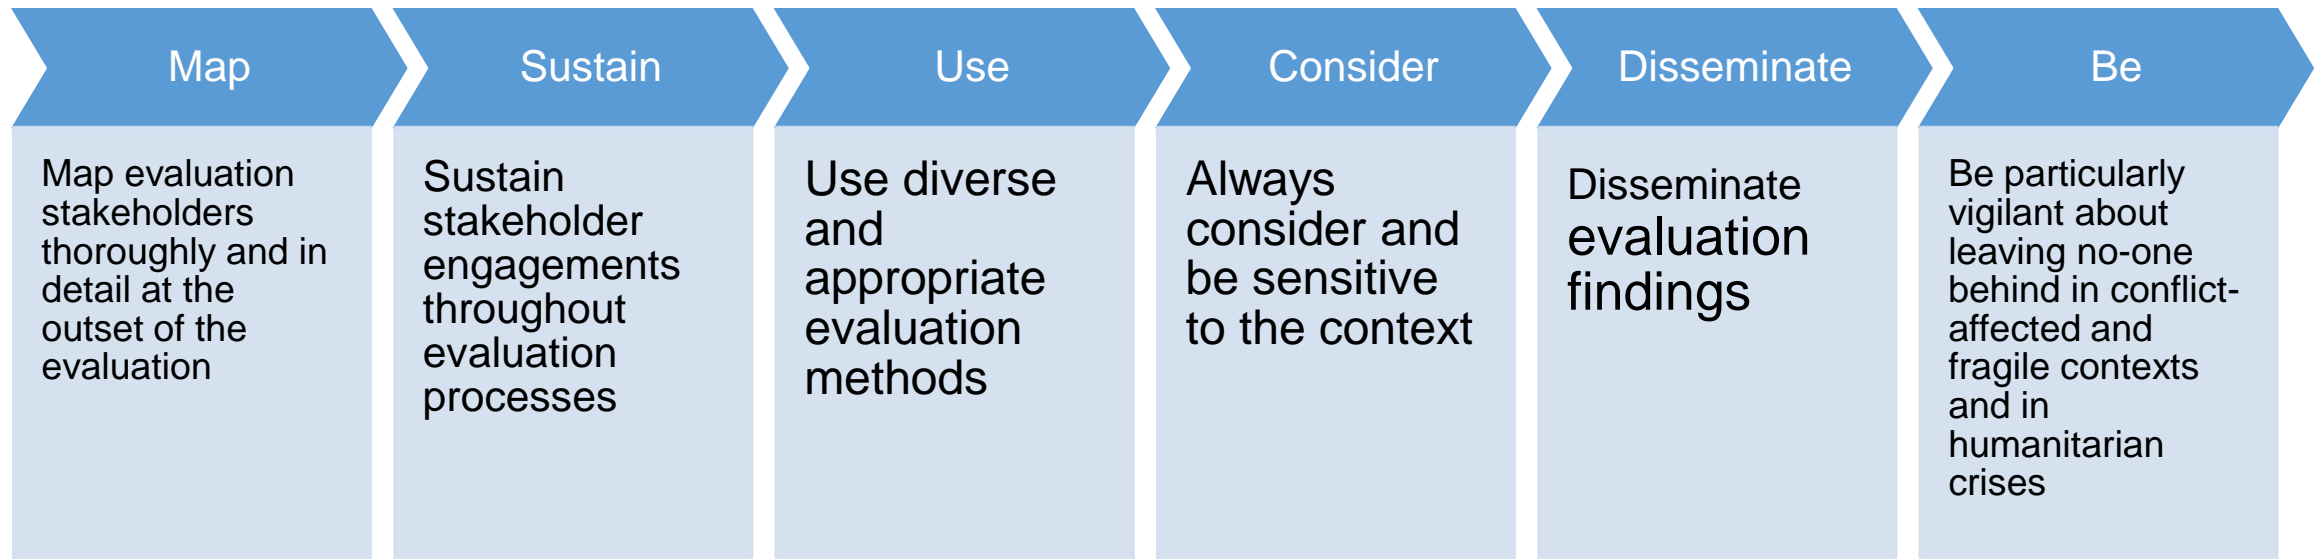 Map
Sustain
Use
Consider
Disseminate
Be
Map evaluation
stakeholders
thoroughly and in
detail at the
outset of the
evaluation
Sustain
stakeholder
engagements
throughout
evaluation
processes
Use diverse
and
appropriate
evaluation
methods
Always
consider and
be sensitive
to the context
Disseminate
evaluation
findings
Be particularly
vigilant about
leaving no-one
behind in conflict-
affected and
fragile contexts
and in
humanitarian
crises